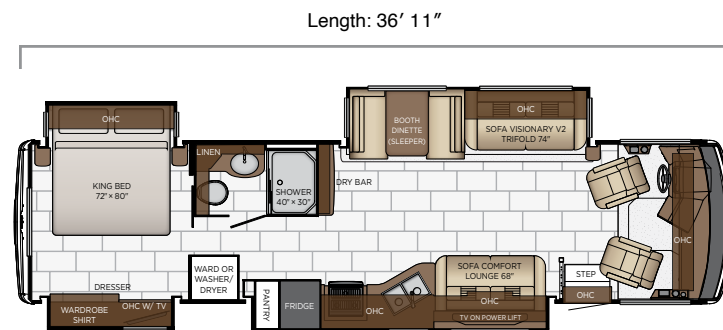 Length: 36′ 11″
OHC
KING BED
72" × 80"
LINEN
SHOWER
40" × 30"
DRY BAR
BOOTH
DINETTE
(SLEEPER)
OHC
SOFA VISIONARY V2
TRIFOLD 74"
OHC
DRESSER
WARDROBE
SHIRT
OHC W/ TV
WARD OR
WASHER/
DRYER
PANTRY
FRIDGE
OHC
SOFA COMFORT
LOUNGE 68"
OHC
TV ON POWER LIFT
STEP
OHC